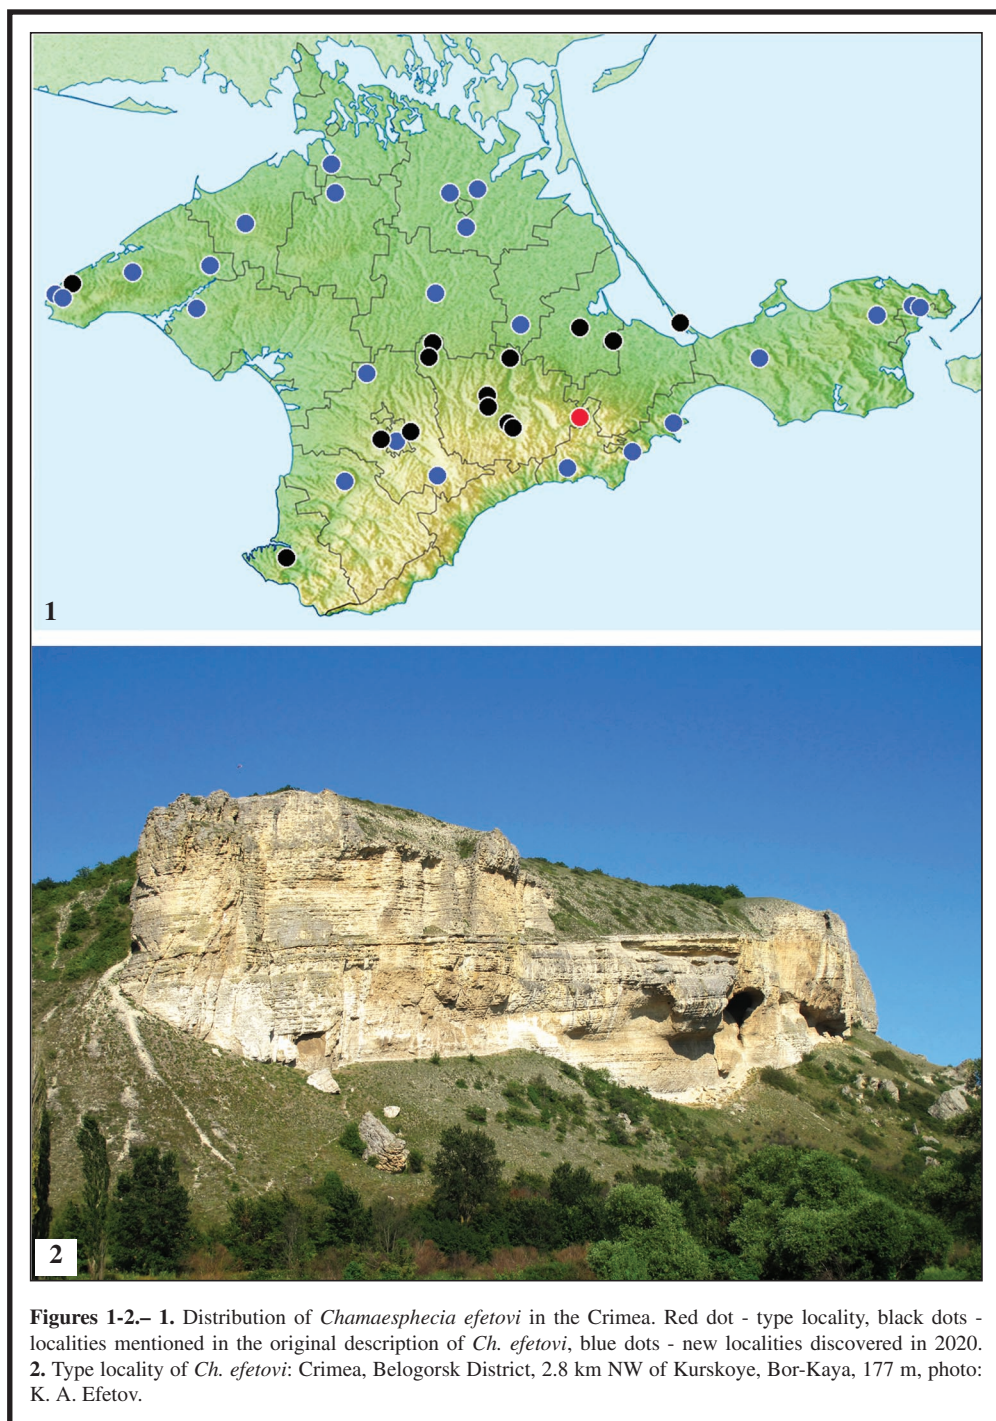 1
2
Figures 1-2.– 1. Distribution of Chamaesphecia efetovi in the Crimea. Red dot - type locality, black dots -
localities mentioned in the original description of Ch. efetovi, blue dots - new localities discovered in 2020.
2. Type locality of Ch. efetovi: Crimea, Belogorsk District, 2.8 km NW of Kurskoye, Bor-Kaya, 177 m, photo:
K. A. Efetov.